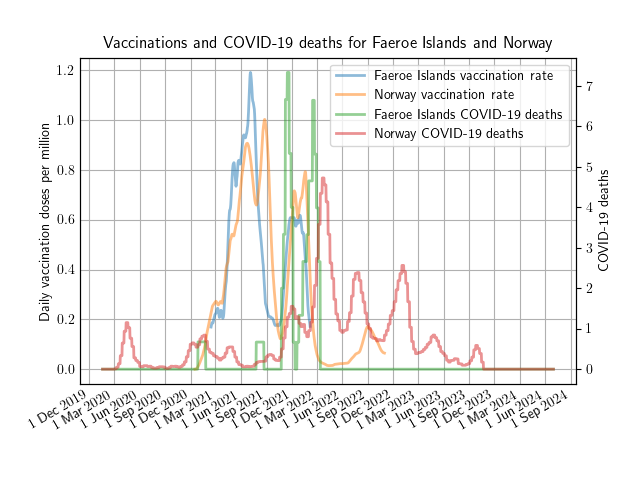 Vaccinations and COVID-19 deaths for Faeroe Islands and Norway
Faeroe Islands vaccination rate
Norway vaccination rate
Faeroe Islands COVID-19 deaths
Norway COVID-19 deaths
Daily vaccination doses per million
1.2
1.0
0.8
0.6
0.4
0.2
0.0
COVID-19 deaths
7
6
5
4
3
2
1
0
1 Dec 2019
1 Mar 2020
1 Jun 2020
1 Sep 2020
1 Dec 2020
1 Mar 2021
1 Jun 2021
1 Sep 2021
1 Dec 2021
1 Mar 2022
1 Jun 2022
1 Sep 2022
1 Dec 2022
1 Mar 2023
1 Jun 2023
1 Sep 2023
1 Dec 2023
1 Mar 2024
1 Jun 2024
1 Sep 2024